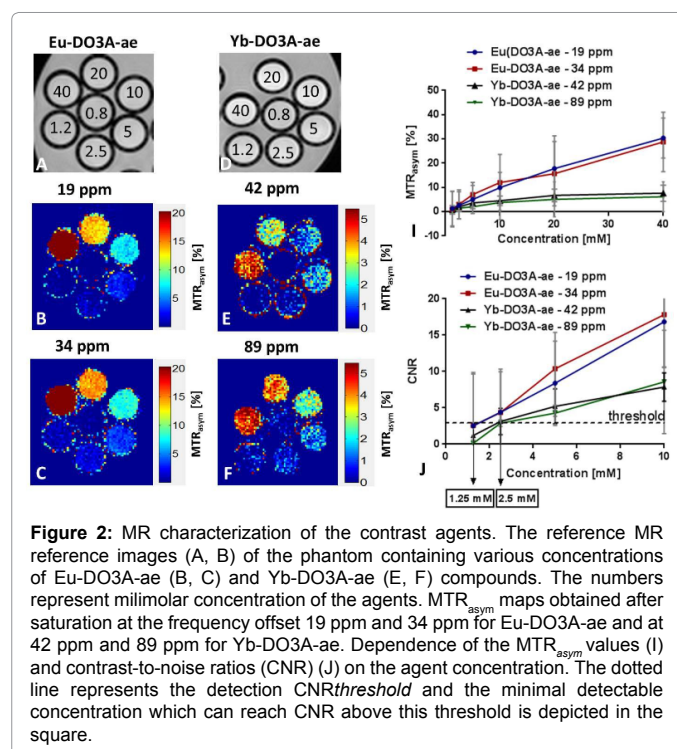 Eu-DO3A-ae
Yb-DO3A-ae
20
40
10
0.8
1.2
5
2.5
A
20
10
40
0.8
5
1.2
2.5
D
19 ppm
42 ppm
20
15
10
5
MTRasym [%]
B
5
4
3
2
1
0
MTRasym [%]
E
34 ppm
89 ppm
20
15
10
5
MTRasym [%]
C
5
4
3
2
1
0
MTRasym [%]
F
Eu(DO3A-ae - 19 ppm
Eu-DO3A-ae - 34 ppm
Yb-DO3A-ae - 42 ppm
Yb-DO3A-ae - 89 ppm
MTRasym [%]
50
40
30
20
10
0
-10
10
20
30
40
I
Concentration [mM]
Eu-DO3A-ae - 19 ppm
Eu-DO3A-ae - 34 ppm
Yb-DO3A-ae - 42 ppm
Yb-DO3A-ae - 89 ppm
CNR
20
15
10
5
0
threshold
0
2
4
6
8
10
J
Concentration [mM]
1.25 mM
2.5 mM
Figure 2: MR characterization of the contrast agents. The reference MR
reference images (A, B) of the phantom containing various concentrations
of Eu-DO3A-ae (B, C) and Yb-DO3A-ae (E, F) compounds. The numbers
represent milimolar concentration of the agents. MTRasym maps obtained after
saturation at the frequency offset 19 ppm and 34 ppm for Eu-DO3A-ae and at
42 ppm and 89 ppm for Yb-DO3A-ae. Dependence of the MTRasym values (I)
and contrast-to-noise ratios (CNR) (J) on the agent concentration. The dotted
line represents the detection CNRthreshold and the minimal detectable
concentration which can reach CNR above this threshold is depicted in the
square.